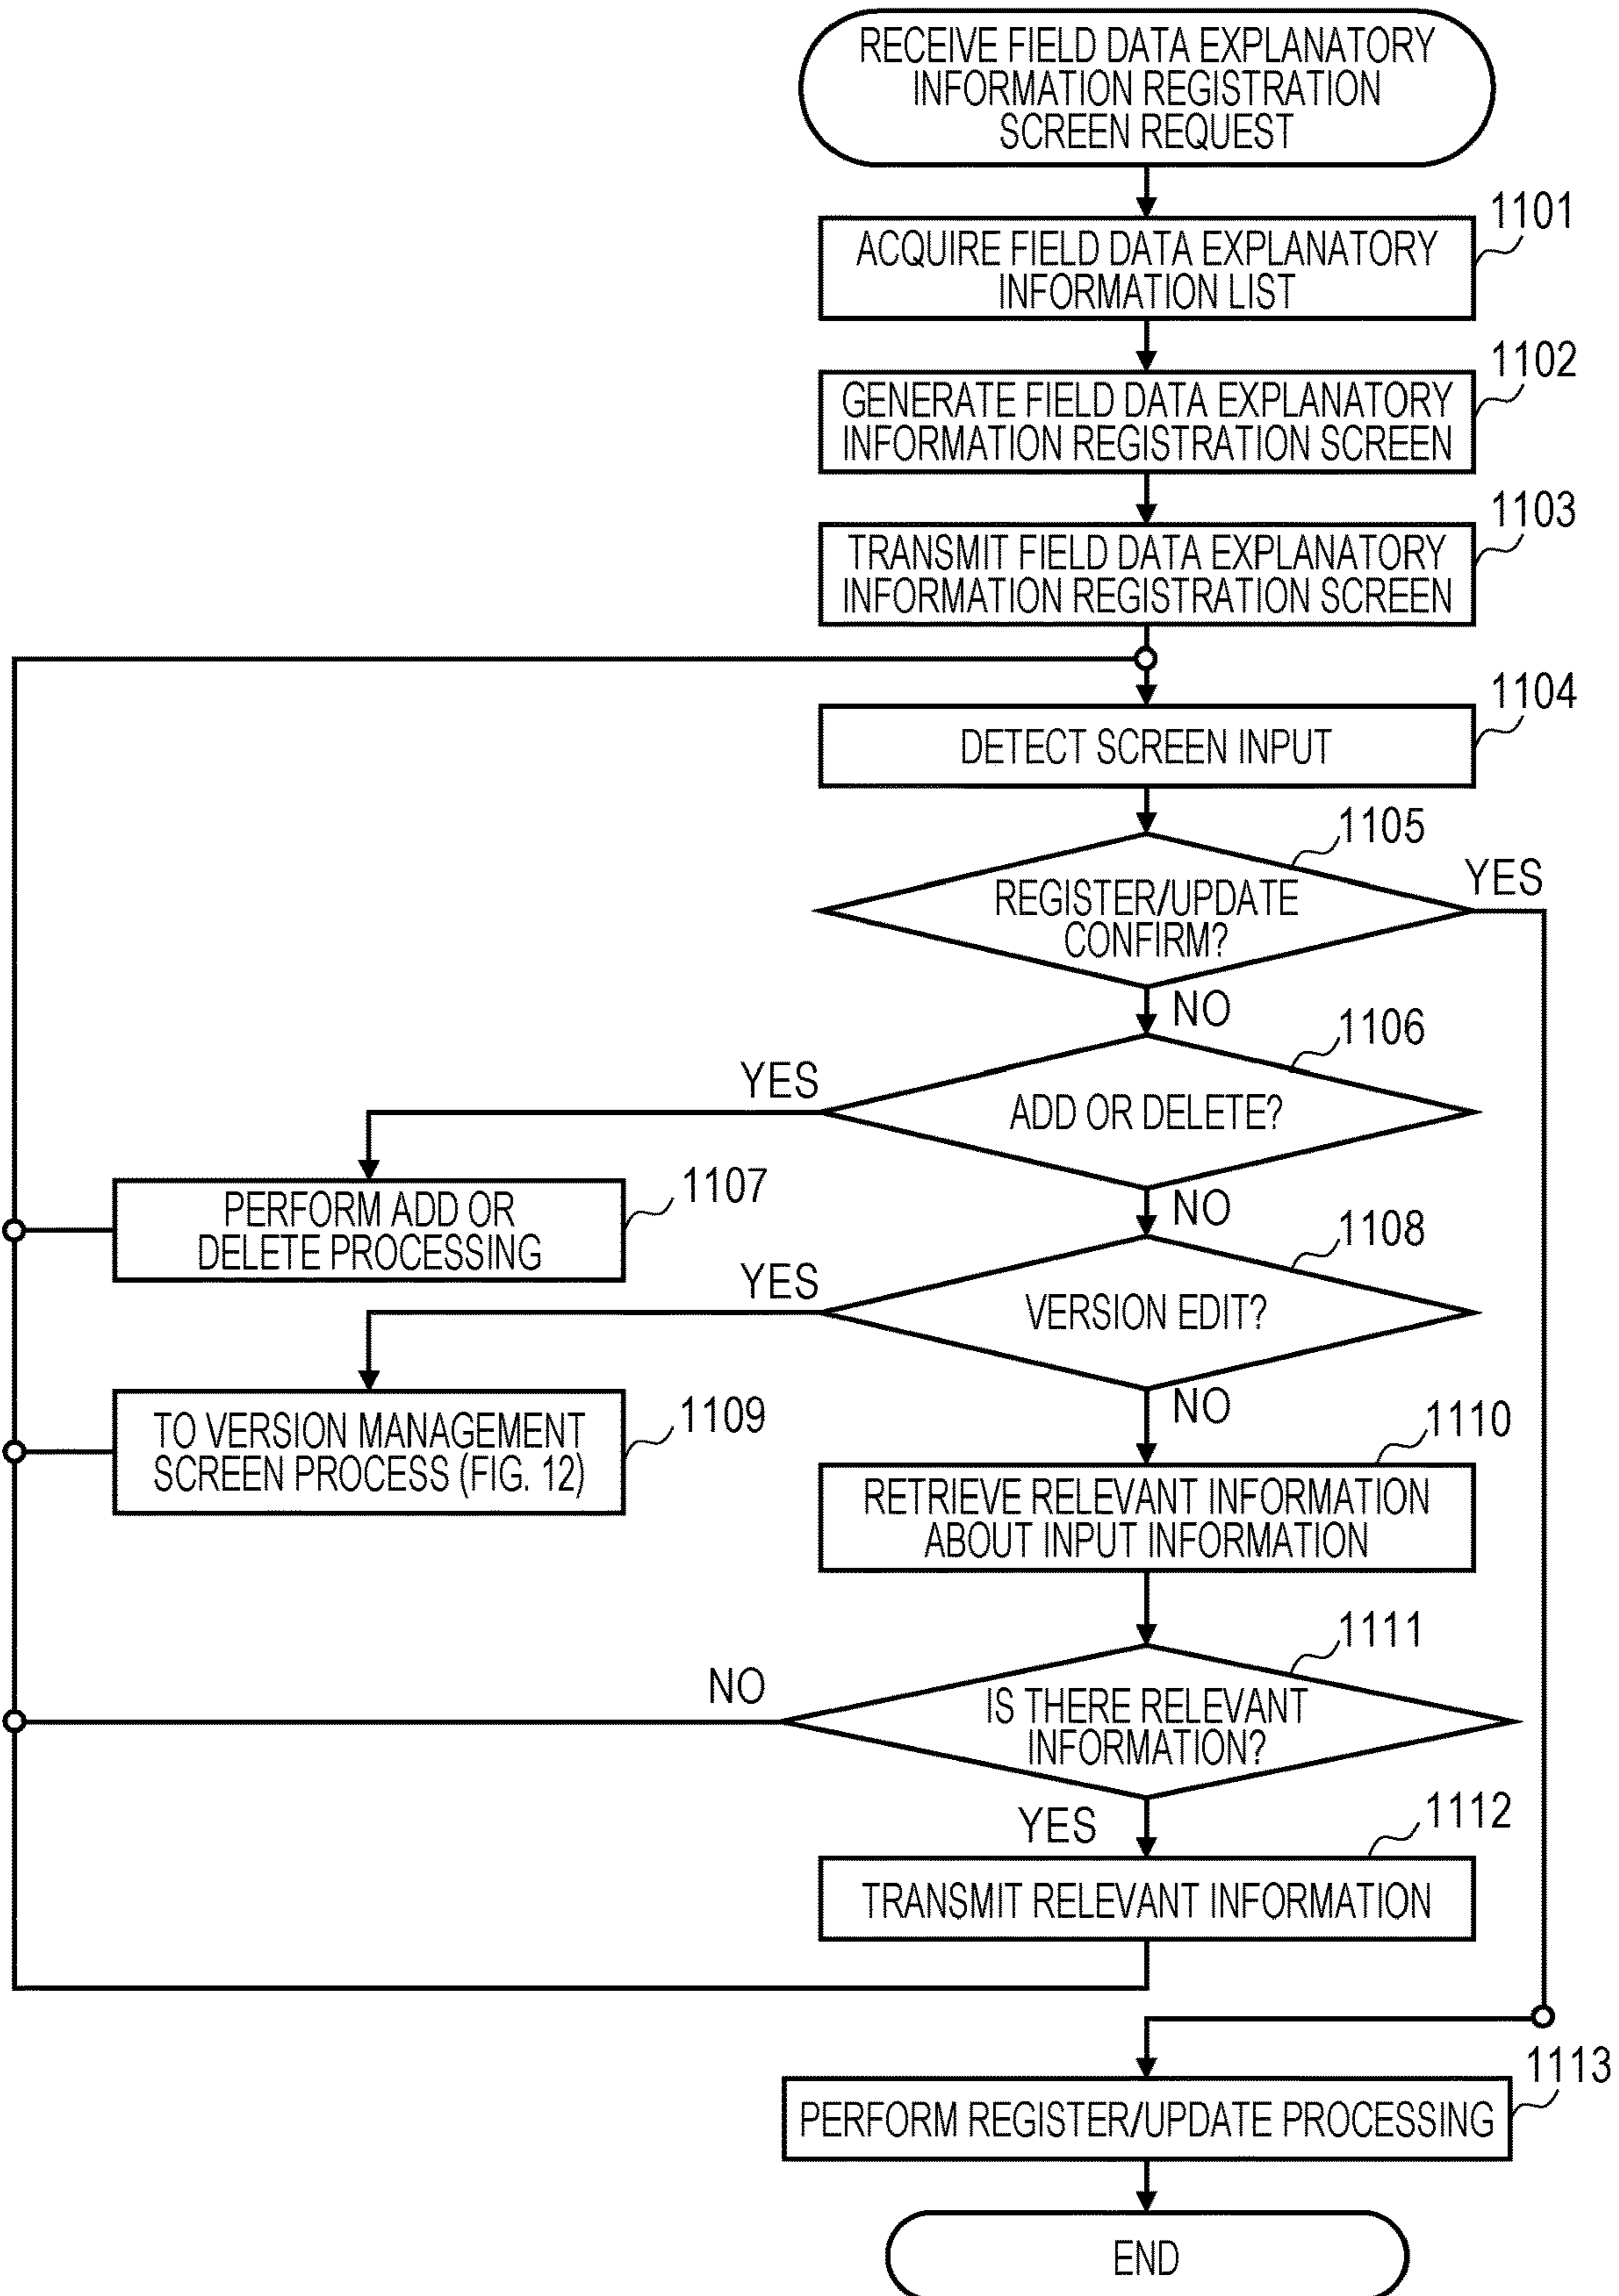 RECEIVE FIELD DATA EXPLANATORY
INFORMATION REGISTRATION
SCREEN REQUEST
1101
ACQUIRE FIELD DATA EXPLANATORY
INFORMATION LIST
1102
GENERATE FIELD DATA EXPLANATORY
INFORMATION REGISTRATION SCREEN
1103
TRANSMIT FIELD DATA EXPLANATORY
INFORMATION REGISTRATION SCREEN
1104
DETECT SCREEN INPUT
1105
YES
REGISTER/UPDATE
CONFIRM?
NO
1106
YES
ADD OR DELETE?
1107
PERFORM ADD OR
DELETE PROCESSING
NO
1108
YES
VERSION EDIT?
1109
TO VERSION MANAGEMENT
SCREEN PROCESS (FIG. 12)
NO
1110
RETRIEVE RELEVANT INFORMATION
ABOUT INPUT INFORMATION
1111
NO
IS THERE RELEVANT
INFORMATION?
YES
1112
TRANSMIT RELEVANT INFORMATION
1113
PERFORM REGISTER/UPDATE PROCESSING
END